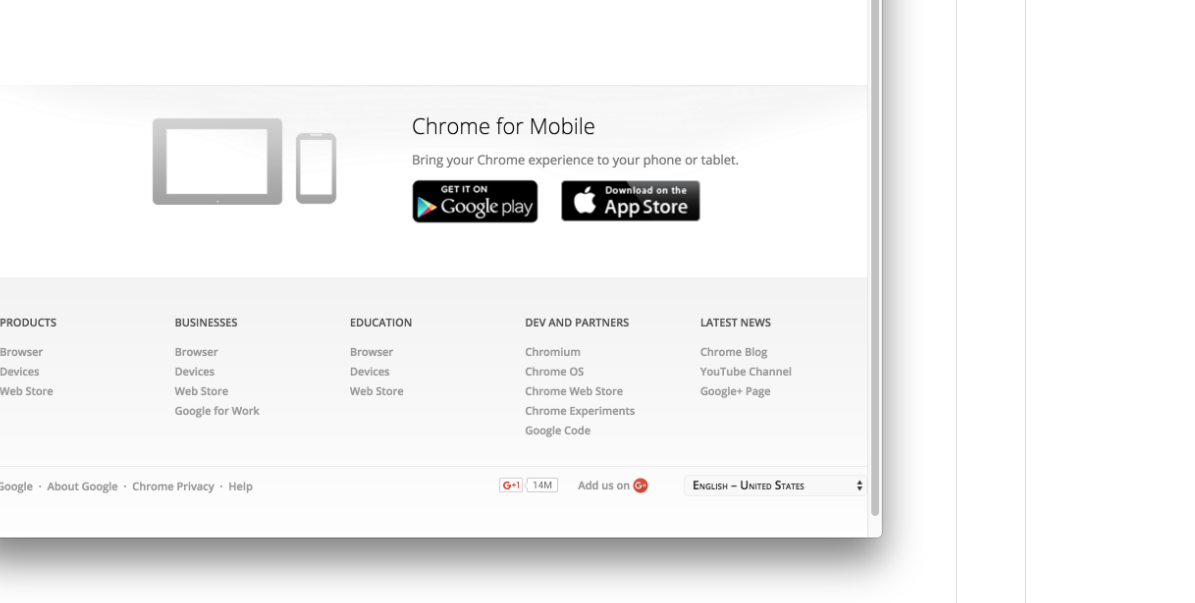 Chrome for Mobile
Bring your Chrome experience to your phone or tablet.
GET IT ON
Google play
Download on the
App Store
PRODUCTS
Browser
Devices
Web Store
BUSINESSES
Browser
Devices
Web Store
Google for Work
EDUCATION
Browser
Devices
Web Store
DEV AND PARTNERS
Chromium
Chrome OS
Chrome Web Store
Chrome Experiments
Google Code
LATEST NEWS
Chrome Blog
YouTube Channel
Google+ Page
Google · About Google · Chrome Privacy · Help
G+1 14M Add us on G+ English – United States